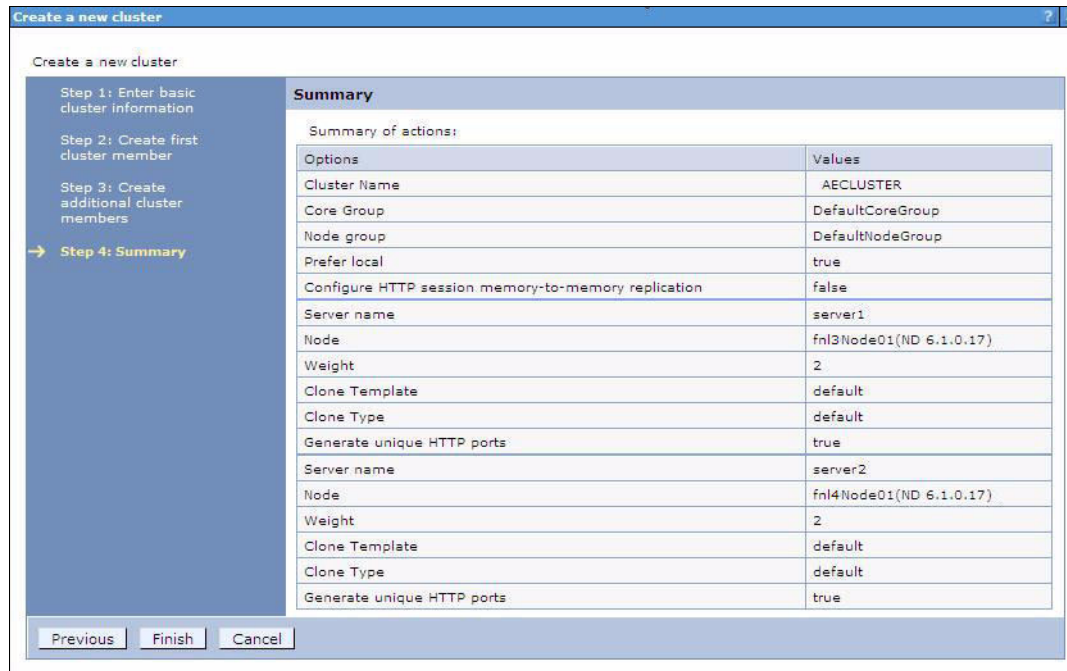 Create a new cluster
?
Create a new cluster
Step 1: Enter basic
cluster information
Step 2: Create first
cluster member
Step 3: Create
additional cluster
members
Step 4: Summary
Summary
Summary of actions:
Options Values
Cluster Name AECLUSTER
Core Group DefaultCoreGroup
Node group DefaultNodeGroup
Prefer local true
Configure HTTP session memory-to-memory replication false
Server name server1
Node fnl3Node01(ND 6.1.0.17)
Weight 2
Clone Template default
Clone Type default
Generate unique HTTP ports true
Server name server2
Node fnl4Node01(ND 6.1.0.17)
Weight 2
Clone Template default
Clone Type default
Generate unique HTTP ports true
Previous Finish Cancel